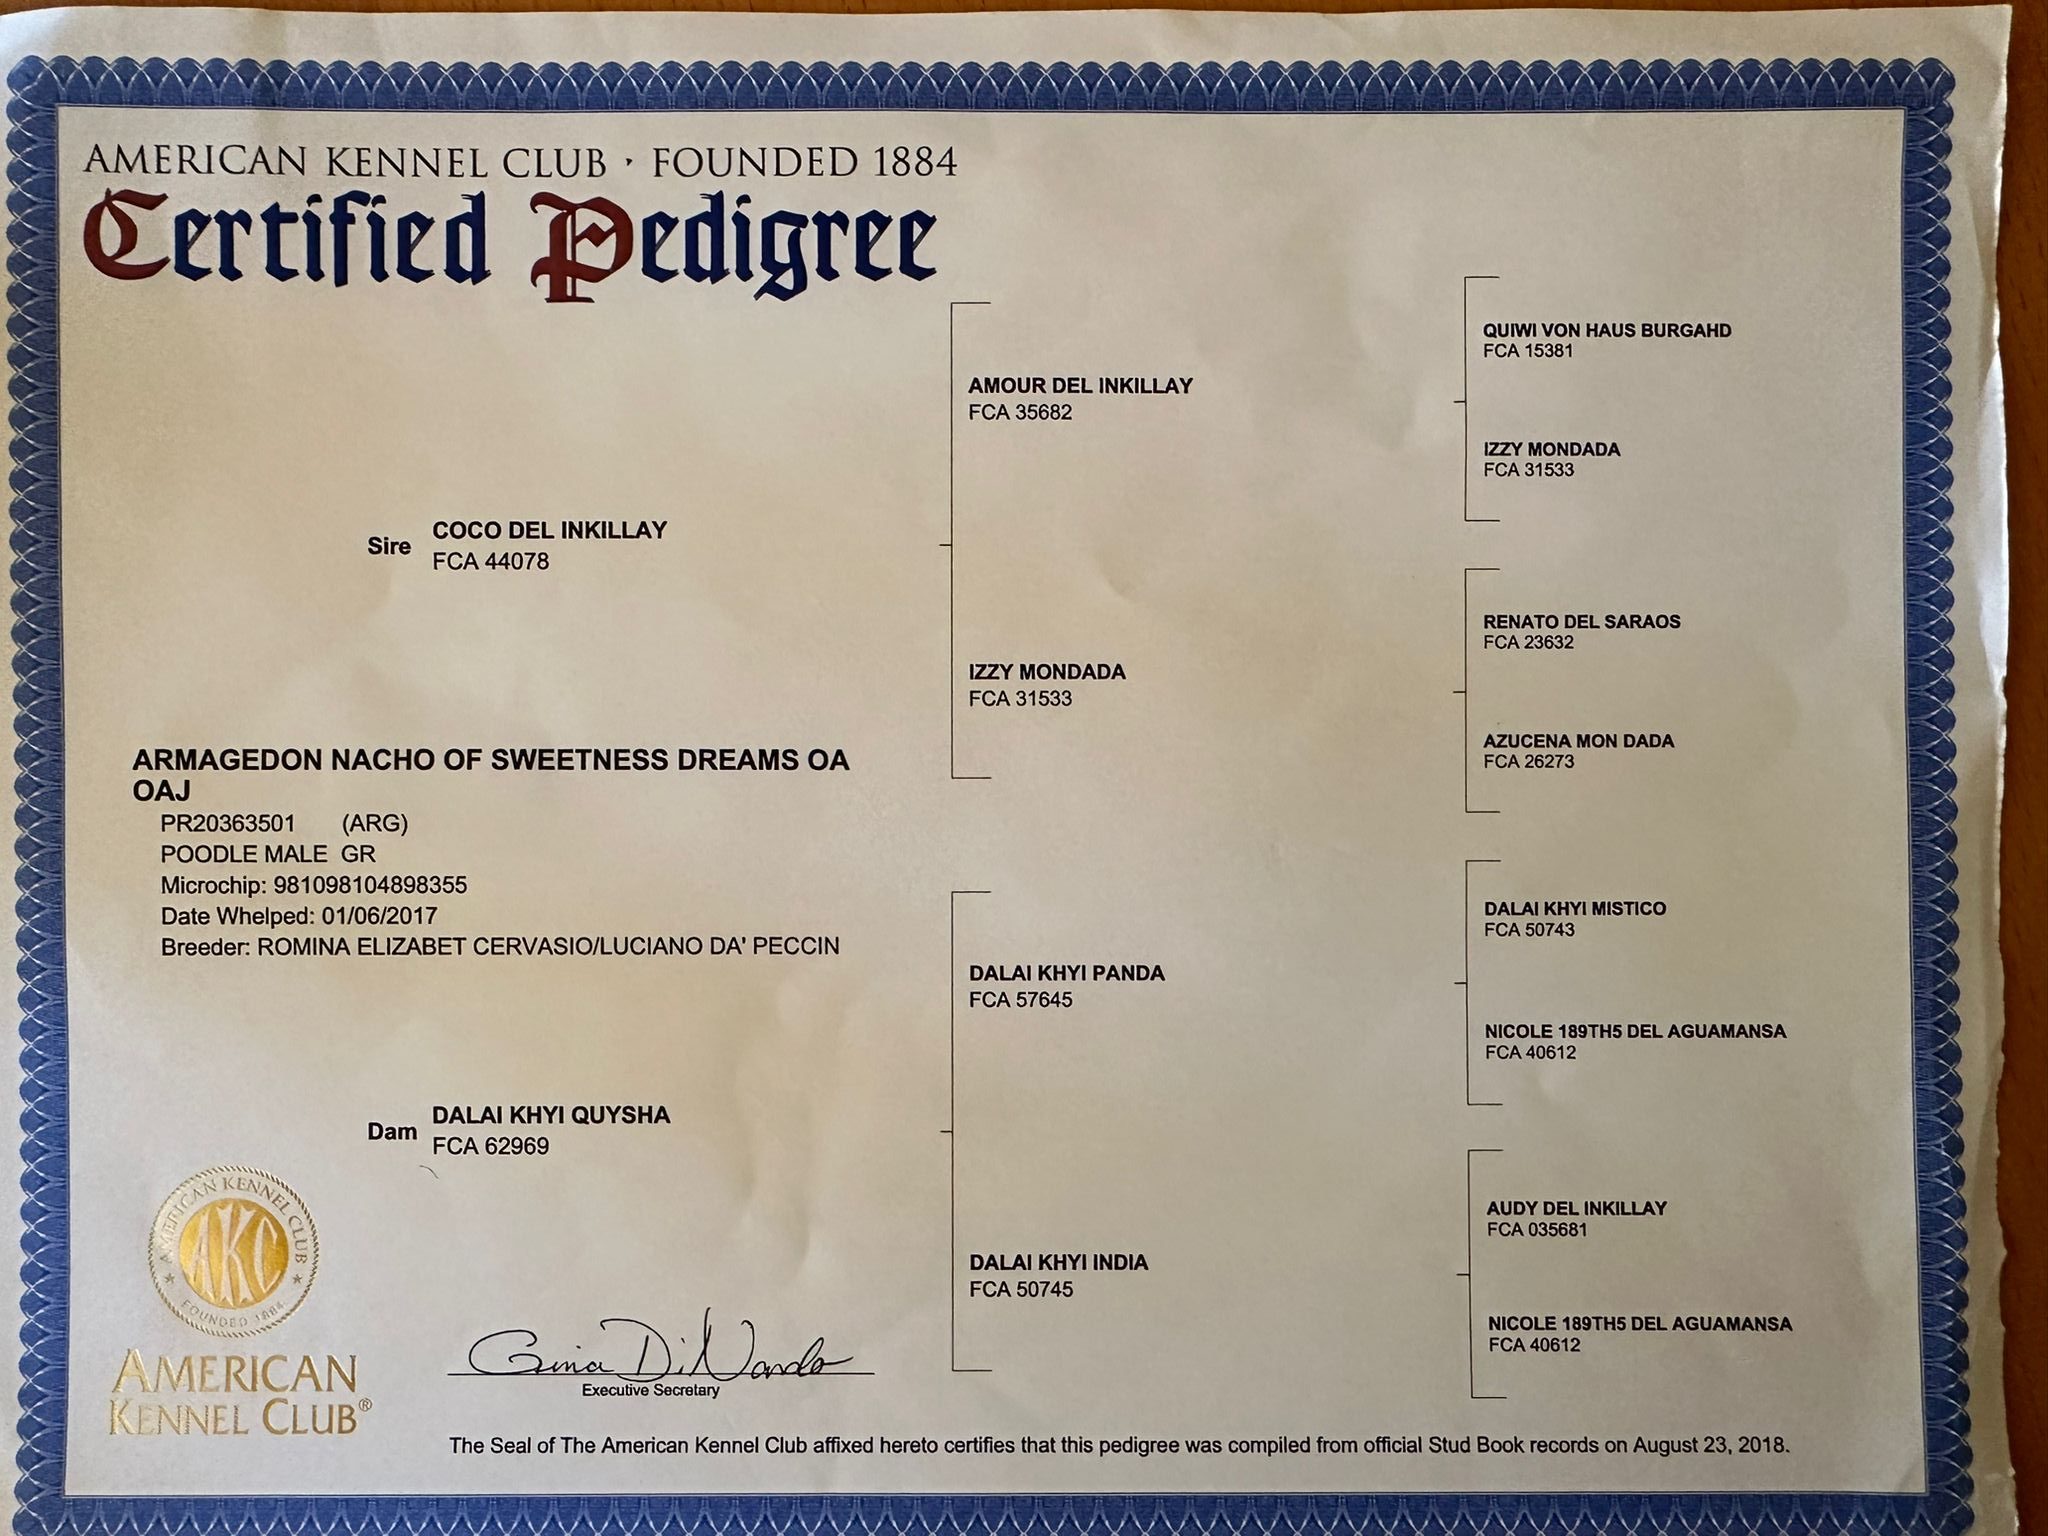 AMERICAN KENNEL CLUB · FOUNDED 1884
Certified Pedigree
QUIWI VON HAUS BURGAHD
FCA 15381
AMOUR DEL INKILLAY
FCA 35682
IZZY MONDADA
FCA 31533
Sire COCO DEL INKILLAY
FCA 44078
RENATO DEL SARAOS
FCA 23632
IZZY MONDADA
FCA 31533
AZUCENA MON DADA
FCA 26273
ARMAGEDON NACHO OF SWEETNESS DREAMS OA
OAJ
PR20363501 (ARG)
POODLE MALE GR
Microchip: 981098104898355
Date Whelped: 01/06/2017
Breeder: ROMINA ELIZABET CERVASIO/LUCIANO DA' PECCIN
DALAI KHYI MISTICO
FCA 50743
DALAI KHYI PANDA
FCA 57645
NICOLE 189TH5 DEL AGUAMANSA
FCA 40612
Dam DALAI KHYI QUYSHA
FCA 62969
AUDY DEL INKILLAY
FCA 035681
DALAI KHYI INDIA
FCA 50745
NICOLE 189TH5 DEL AGUAMANSA
FCA 40612
AMERICAN KENNEL CLUB
AKC
FOUNDED 1884
AMERICAN
KENNEL CLUB®
Gina DiNardo
Executive Secretary
The Seal of The American Kennel Club affixed hereto certifies that this pedigree was compiled from official Stud Book records on August 23, 2018.